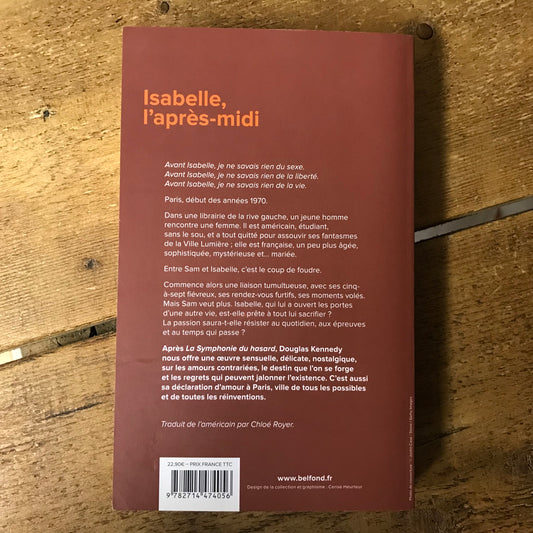 Isabelle,
l'après-midi
Avant Isabelle, je ne savais rien du sexe.
Avant Isabelle, je ne savais rien de la liberté.
Avant Isabelle, je ne savais rien de la vie.
Paris, début des années 1970.
Dans une librairie de la rive gauche, un jeune homme
rencontre une femme. Il est américain, étudiant,
sans le sou, et a tout quitté pour assouvir ses fantasmes
de la Ville Lumière ; elle est française, un peu plus âgée,
sophistiquée, mystérieuse et... mariée.
Entre Sam et Isabelle, c'est le coup de foudre.
Commence alors une liaison tumultueuse, avec ses cinq-
à-sept fiévreux, ses rendez-vous furtifs, ses moments volés.
Mais Sam veut plus. Isabelle, qui lui a ouvert les portes
d'une autre vie, est-elle prête à tout lui sacrifier ?
La passion saura-t-elle résister au quotidien, aux épreuves
et au temps qui passe ?
Après La Symphonie du hasard, Douglas Kennedy
nous offre une œuvre sensuelle, délicate, nostalgique,
sur les amours contrariées, le destin que l'on se forge
et les regrets qui peuvent jalonner l'existence. C'est aussi
sa déclaration d'amour à Paris, ville de tous les possibles
et de toutes les réinventions.
Traduit de l'américain par Chloé Royer.
22,90€ - PRIX FRANCE TTC
9 782714 474056
www.belfond.fr
Design de la collection et graphisme : Cerise Heurteur